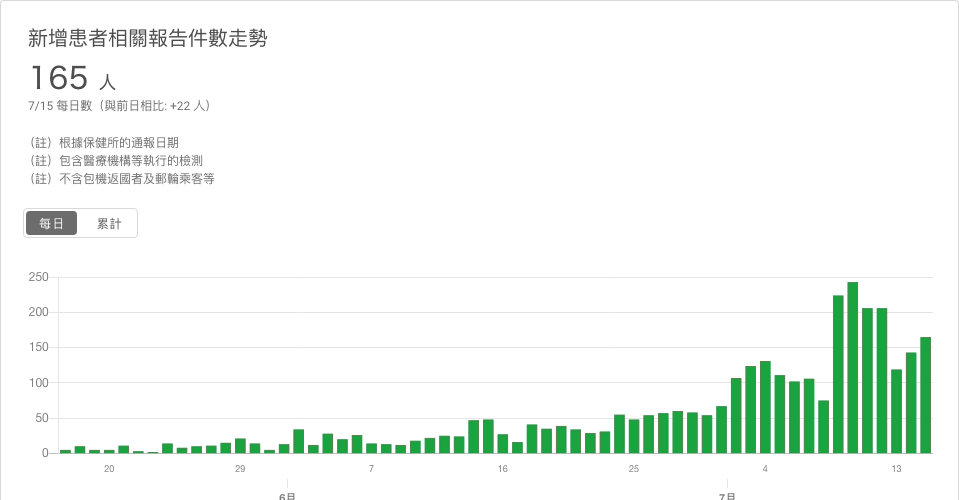 新增患者相關報告件數走勢
165 人
7/15 每日數（與前日相比: +22 人）
（註）根據保健所的通報日期
（註）包含醫療機構等執行的檢測
（註）不含包機返國者及郵輪乘客等
每日 累計
250
200
150
100
50
0
20 29 7 16 25 4 13
6月 7月